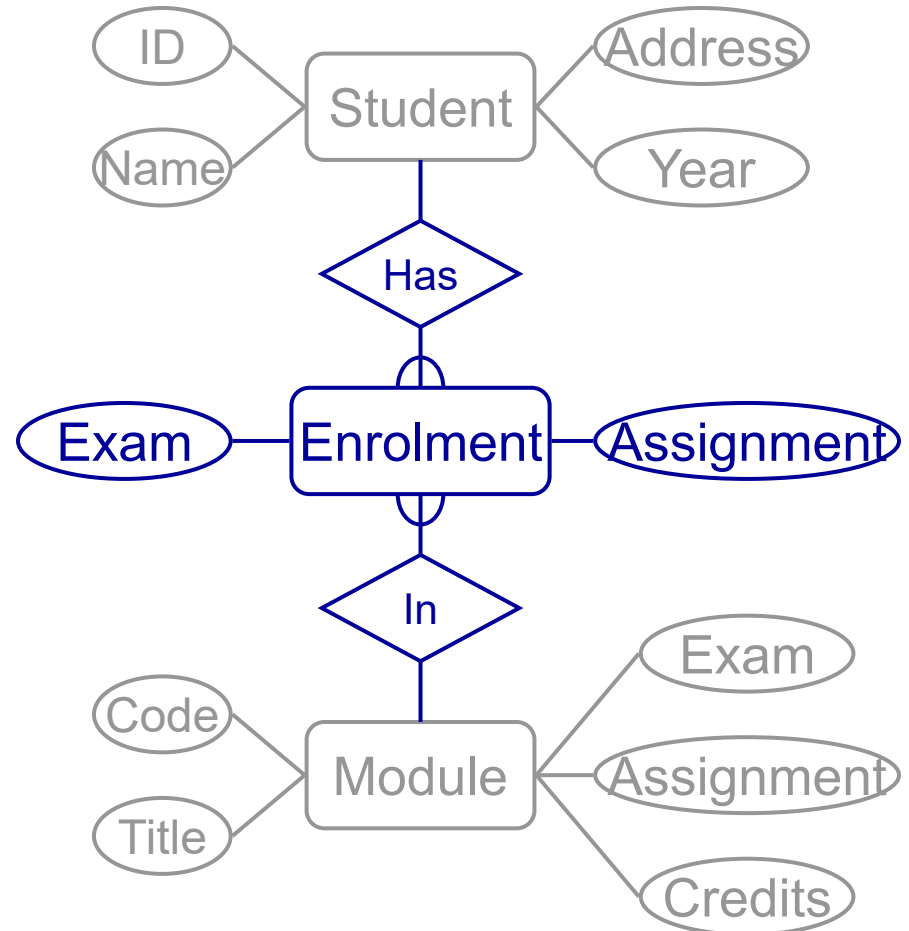 ID
Address
Student
Name
Year
Has
Exam
Enrolment
Assignment
In
Exam
Code
Module
Assignment
Title
Credits